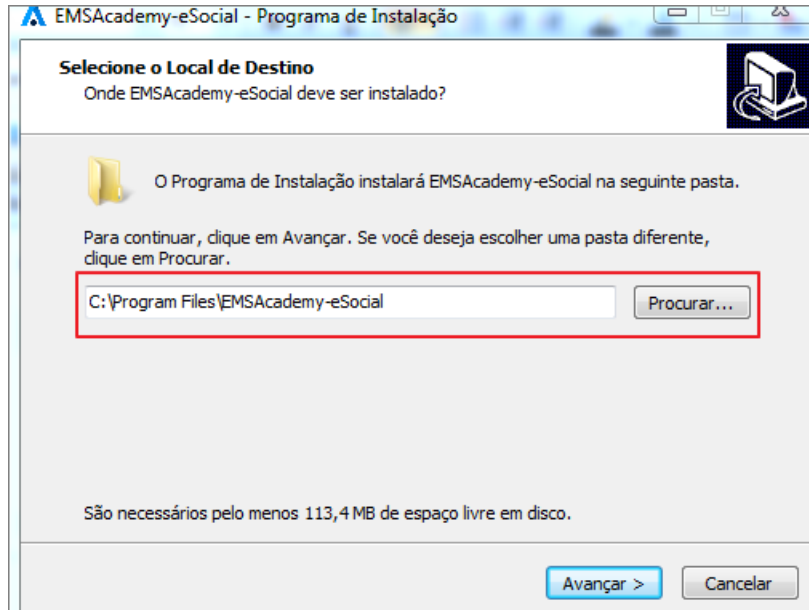 EMSAcademy-eSocial - Programa de Instalação
Selecione o Local de Destino
Onde EMSAcademy-eSocial deve ser instalado?
O Programa de Instalação instalará EMSAcademy-eSocial na seguinte pasta.
Para continuar, clique em Avançar. Se você deseja escolher uma pasta diferente,
clique em Procurar.
C:\Program Files\EMSAcademy-eSocial
Procurar...
São necessários pelo menos 113,4 MB de espaço livre em disco.
Avançar >
Cancelar